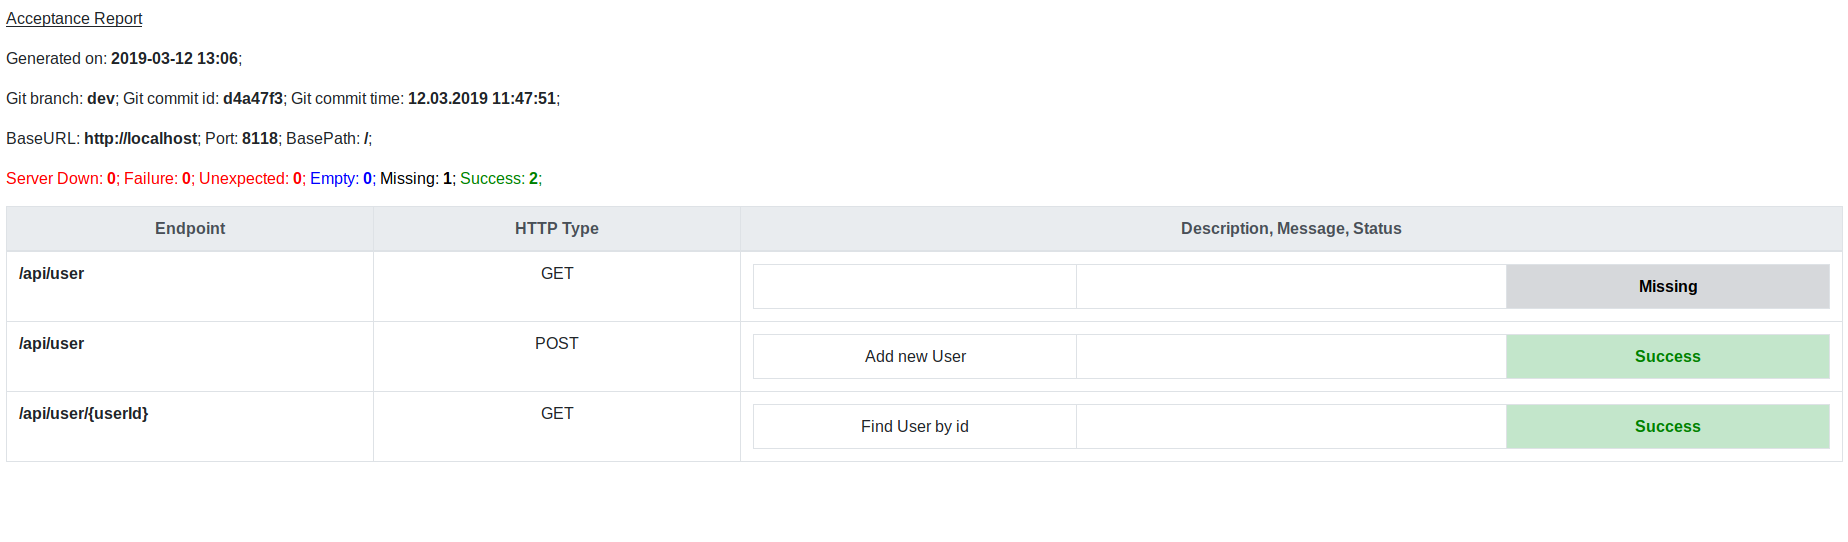 Acceptance Report
Generated on: 2019-03-12 13:06;
Git branch: dev; Git commit id: d4a47f3; Git commit time: 12.03.2019 11:47:51;
BaseURL: http://localhost; Port: 8118; BasePath: /;
Server Down: 0; Failure: 0; Unexpected: 0; Empty: 0; Missing: 1; Success: 2;
Endpoint HTTP Type Description, Message, Status
/api/user GET Missing
/api/user POST Add new User Success
/api/user/{userId} GET Find User by id Success